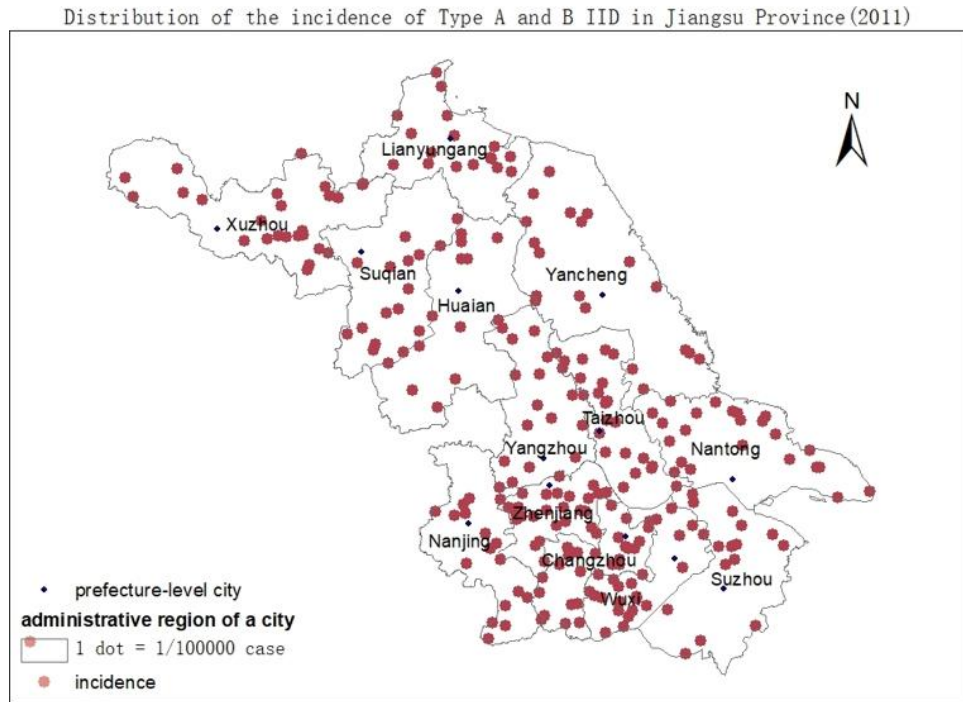 Distribution of the incidence of Type A and B IID in Jiangsu Province(2011)
N
Lianyungang
Xuzhou
Suqian
Yancheng
Huaian
Taizhou
Yangzhou
Nantong
Zhenjiang
Nanjing
Changzhou
Suzhou
Wuxi
prefecture-level city
administrative region of a city
1 dot = 1/100000 case
incidence